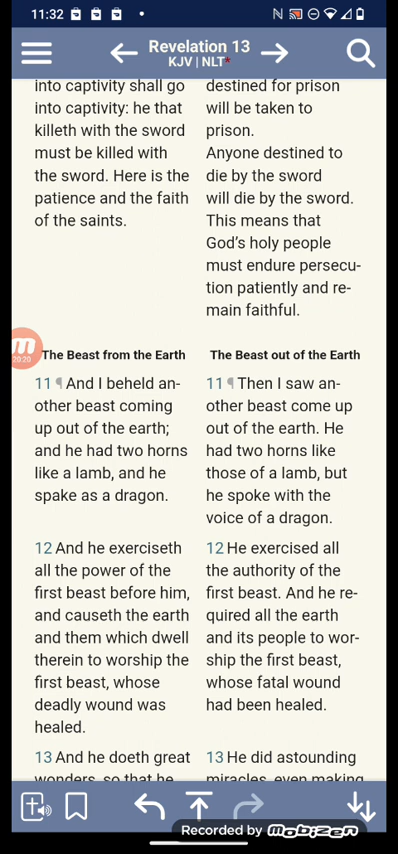 11:32
Revelation 13
KJV | NLT*
into captivity shall go
into captivity: he that
killeth with the sword
must be killed with
the sword. Here is the
patience and the faith
of the saints.
destined for prison
will be taken to
prison.
Anyone destined to
die by the sword
will die by the sword.
This means that
God’s holy people
must endure persecu-
tion patiently and re-
main faithful.
m
20:20
The Beast from the Earth
11 ¶ And I beheld an-
other beast coming
up out of the earth;
and he had two horns
like a lamb, and he
spake as a dragon.
12 And he exerciseth
all the power of the
first beast before him,
and causeth the earth
and them which dwell
therein to worship the
first beast, whose
deadly wound was
healed.
13 And he doeth great
wonders, so that he
The Beast out of the Earth
11 ¶ Then I saw an-
other beast come up
out of the earth. He
had two horns like
those of a lamb, but
he spoke with the
voice of a dragon.
12 He exercised all
the authority of the
first beast. And he re-
quired all the earth
and its people to wor-
ship the first beast,
whose fatal wound
had been healed.
13 He did astounding
miracles, even making
Recorded by mobizen